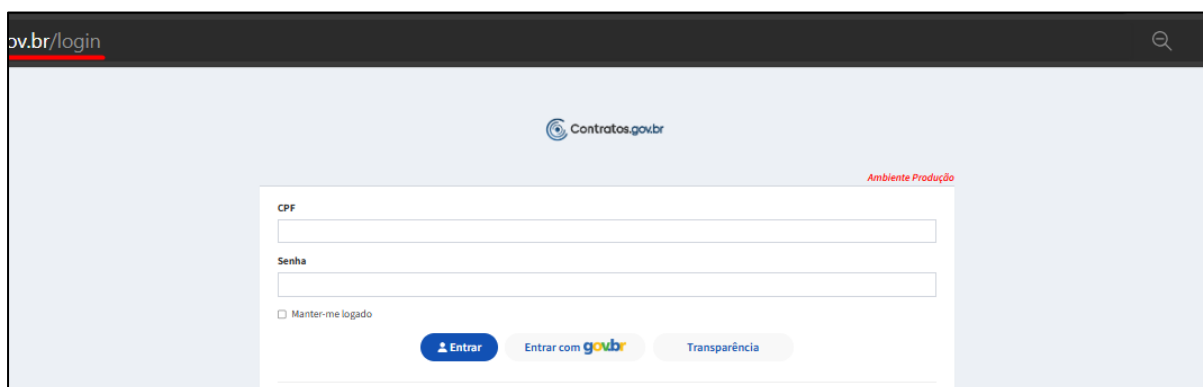 ov.br/login
Contratos.gov.br
Ambiente Produção
CPF
Senha
Manter-me logado
Entrar Entrar com gov.br Transparência